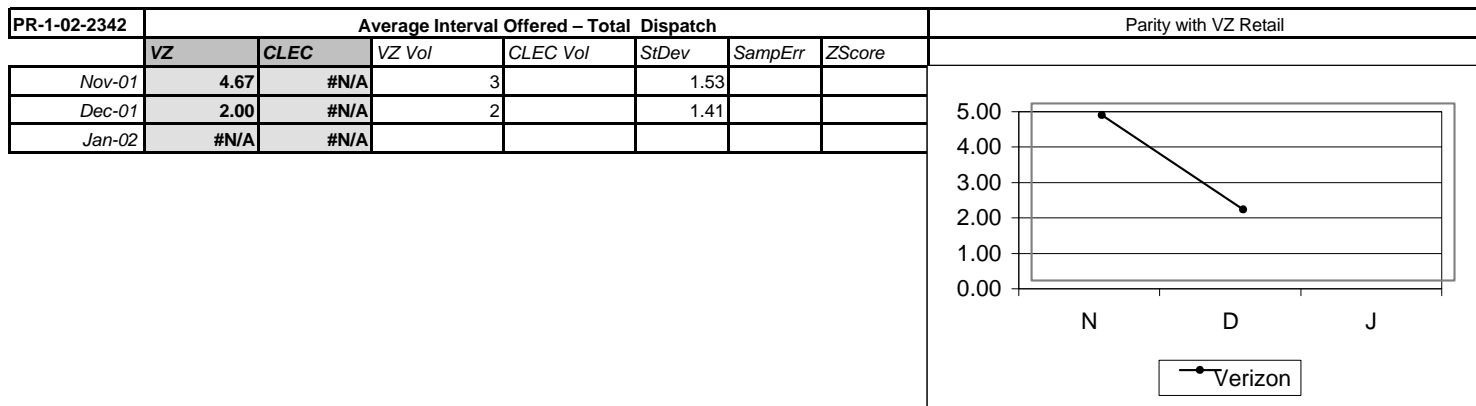 PR-1-02-2342 Average Interval Offered – Total Dispatch Parity with VZ Retail
VZ CLEC VZ Vol CLEC Vol StDev SampErr ZScore
Nov-01 4.67 #N/A 3 1.53
Dec-01 2.00 #N/A 2 1.41
Jan-02 #N/A #N/A
5.00
4.00
3.00
2.00
1.00
0.00
N D J
Verizon